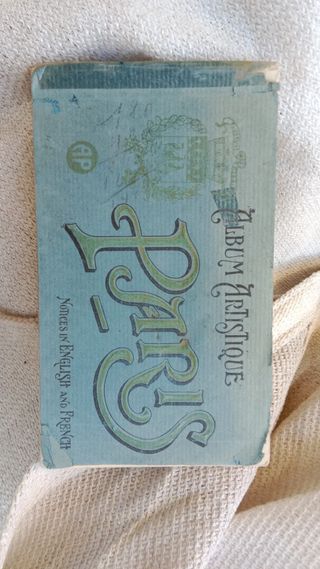 ALBUM ARTISTIQUE
PARIS
NOTICES IN ENGLISH AND FRENCH